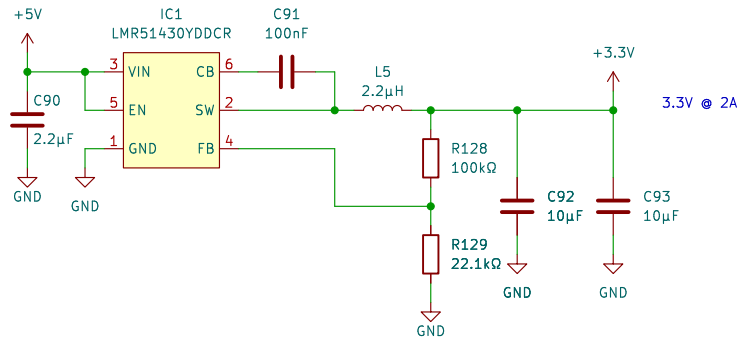 +5V
IC1
LMR51430YDDCR
C91
100nF
+3.3V
3 VIN CB 6
L5
2.2µH
3.3V @ 2A
C90
2.2µF
5 EN SW 2
1 GND FB 4
R128
100kΩ
GND
GND
C92
10µF
C93
10µF
R129
22.1kΩ
GND
GND
GND